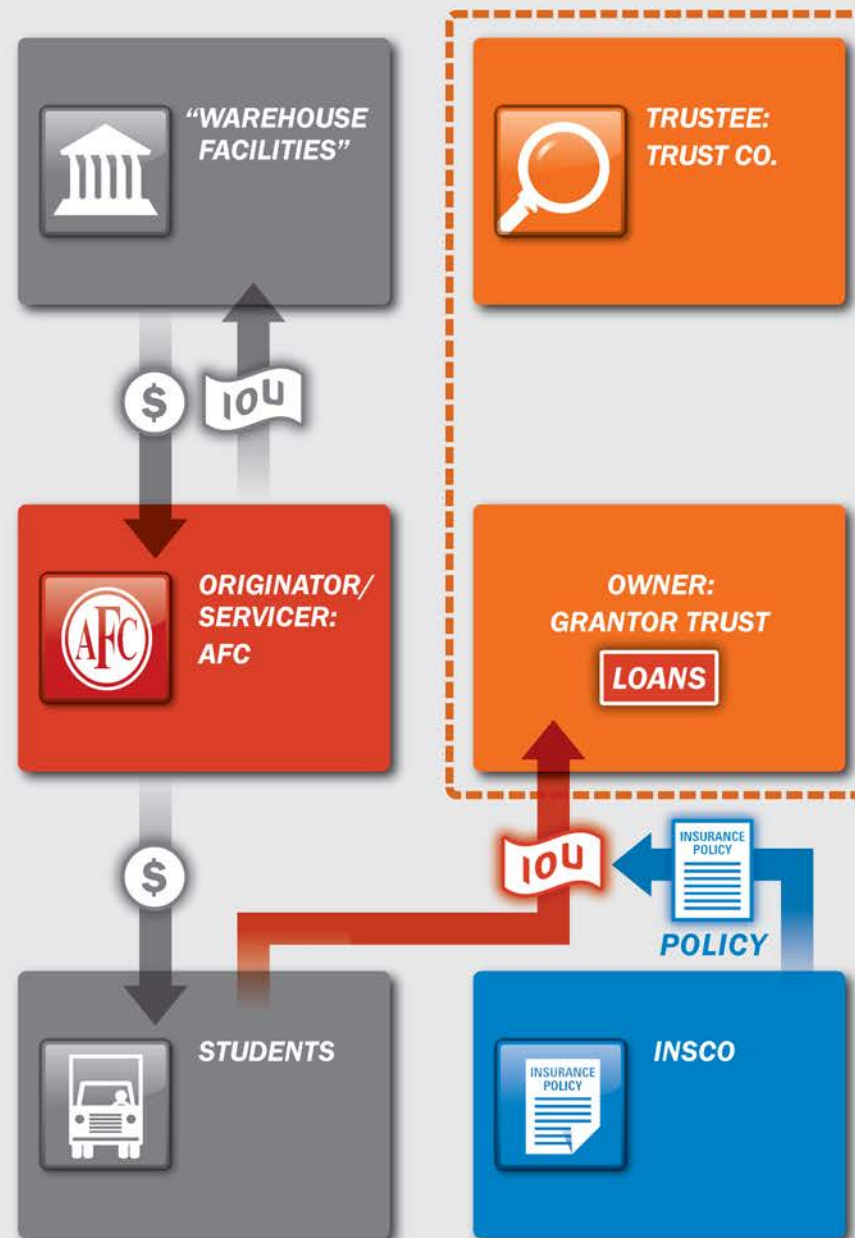 “WAREHOUSE
FACILITIES”
TRUSTEE:
TRUST CO.
$
IOU
AFC
ORIGINATOR/
SERVICER:
AFC
OWNER:
GRANTOR TRUST
LOANS
$
IOU
INSURANCE
POLICY
POLICY
STUDENTS
INSURANCE
POLICY
INSCO